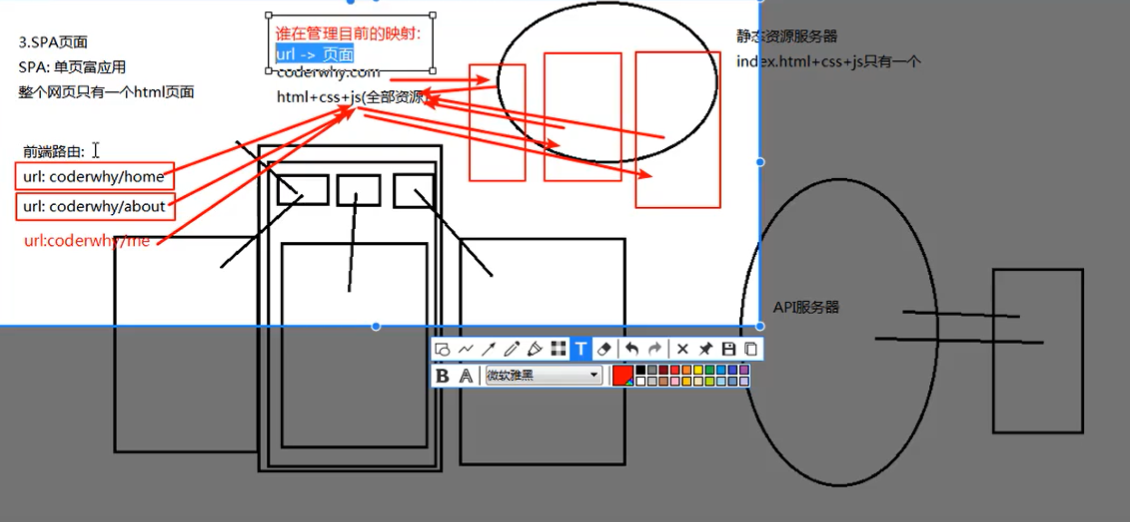 3.SPA页面
SPA: 单页富应用
整个网页只有一个html页面
谁在管理目前的映射:
url -> 页面
coderwhy.com
html+css+js(全部资源)
静态资源服务器
index.html+css+js只有一个
前端路由:
url: coderwhy/home
url: coderwhy/about
url:coderwhy/me
API服务器
T
B A 微软雅黑